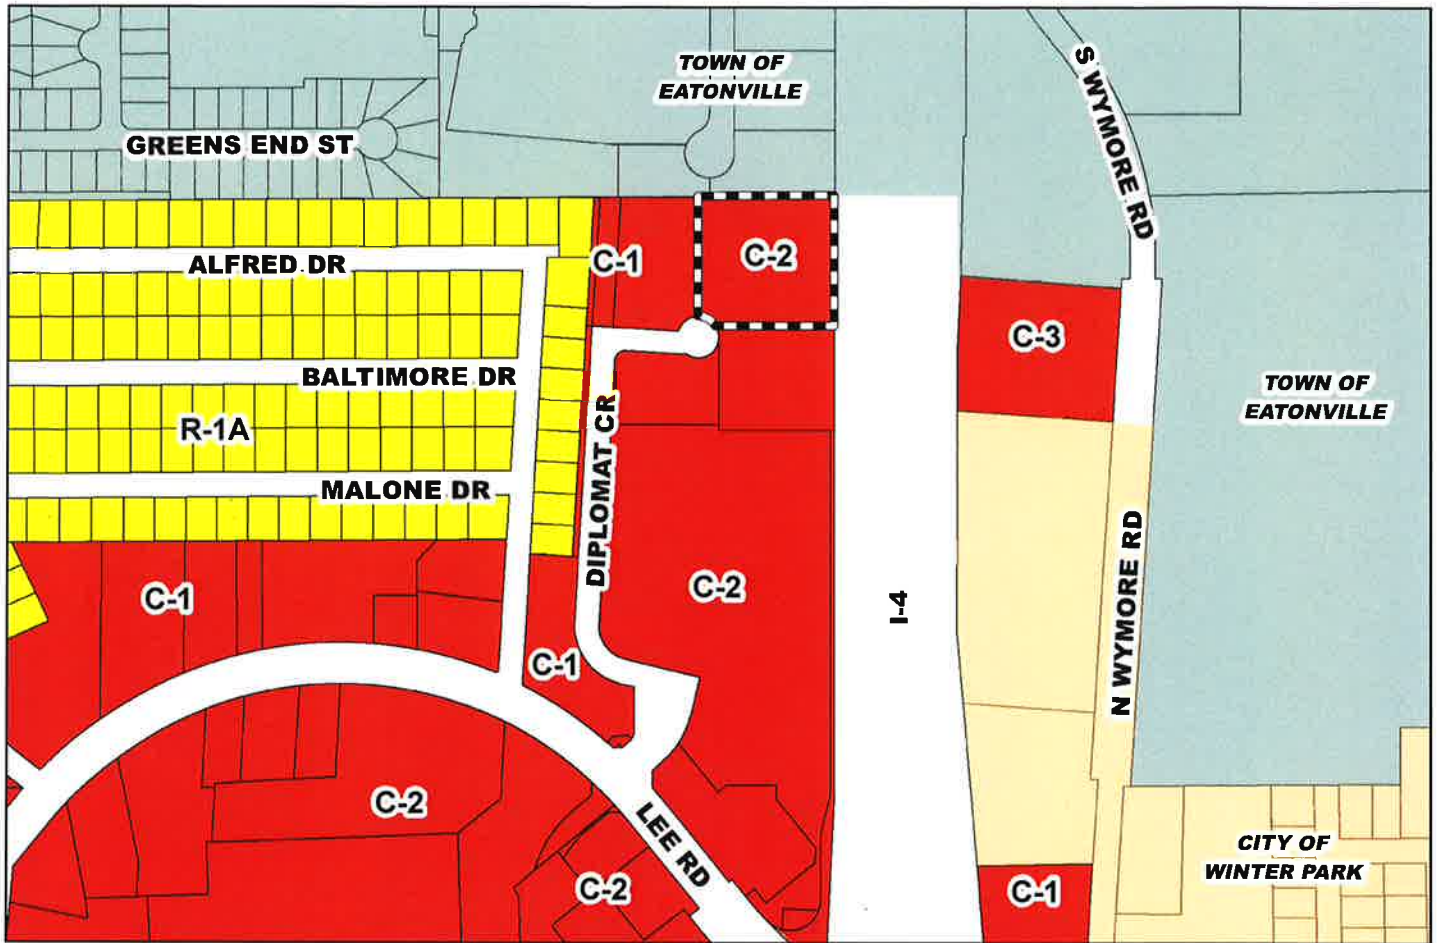 TOWN OF
EATONVILLE
S WYMORE RD
GREENS END ST
C-1
C-2
ALFRED DR
C-3
BALTIMORE DR
TOWN OF
EATONVILLE
R-1A
DIPLOMAT CR
MALONE DR
C-1
C-2
I-4
N WYMORE RD
C-1
C-2
LEE RD
CITY OF
WINTER PARK
C-2
C-1